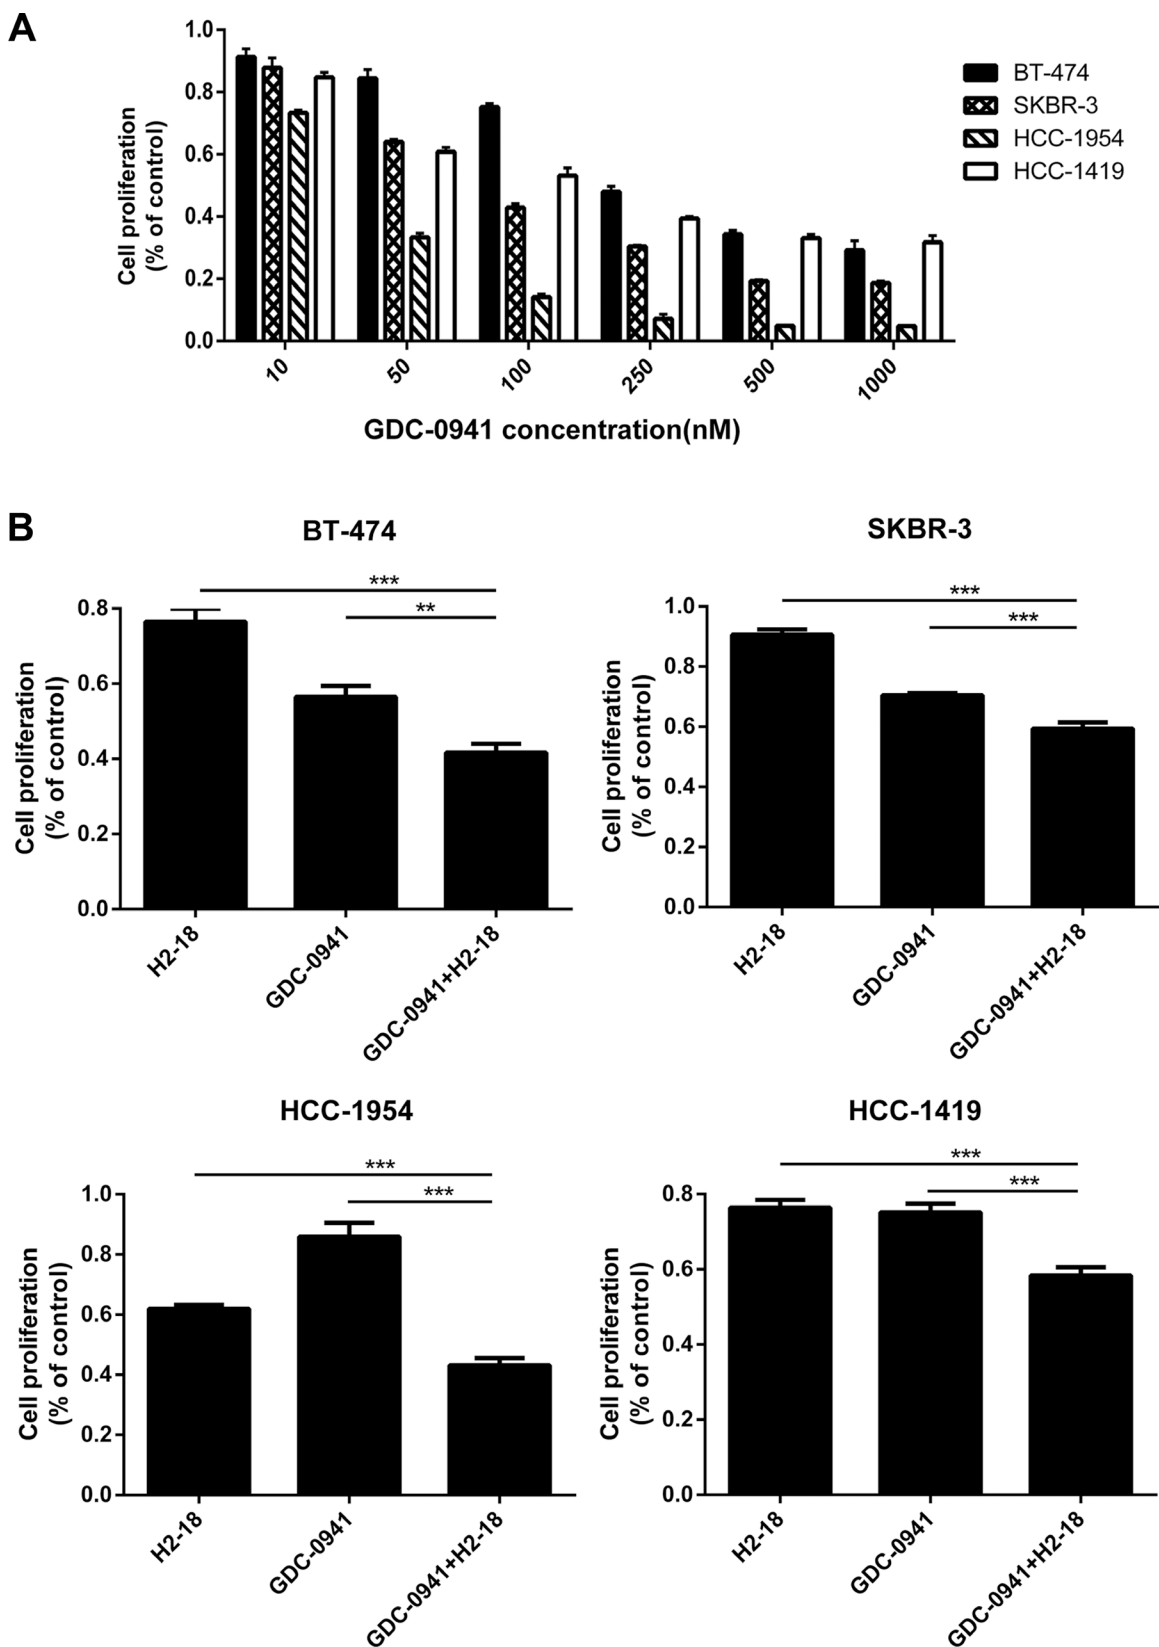 A
1.0
0.8
0.6
0.4
0.2
0.0
Cell proliferation
(% of control)
10
50
100
250
500
1000
GDC-0941 concentration(nM)
BT-474
SKBR-3
HCC-1954
HCC-1419
B
BT-474
***
**
0.8
0.6
0.4
0.2
0.0
Cell proliferation
(% of control)
H2-18
GDC-0941
GDC-0941+H2-18
SKBR-3
***
***
1.0
0.8
0.6
0.4
0.2
0.0
Cell proliferation
(% of control)
H2-18
GDC-0941
GDC-0941+H2-18
HCC-1954
***
***
1.0
0.8
0.6
0.4
0.2
0.0
Cell proliferation
(% of control)
H2-18
GDC-0941
GDC-0941+H2-18
HCC-1419
***
***
0.8
0.6
0.4
0.2
0.0
Cell proliferation
(% of control)
H2-18
GDC-0941
GDC-0941+H2-18